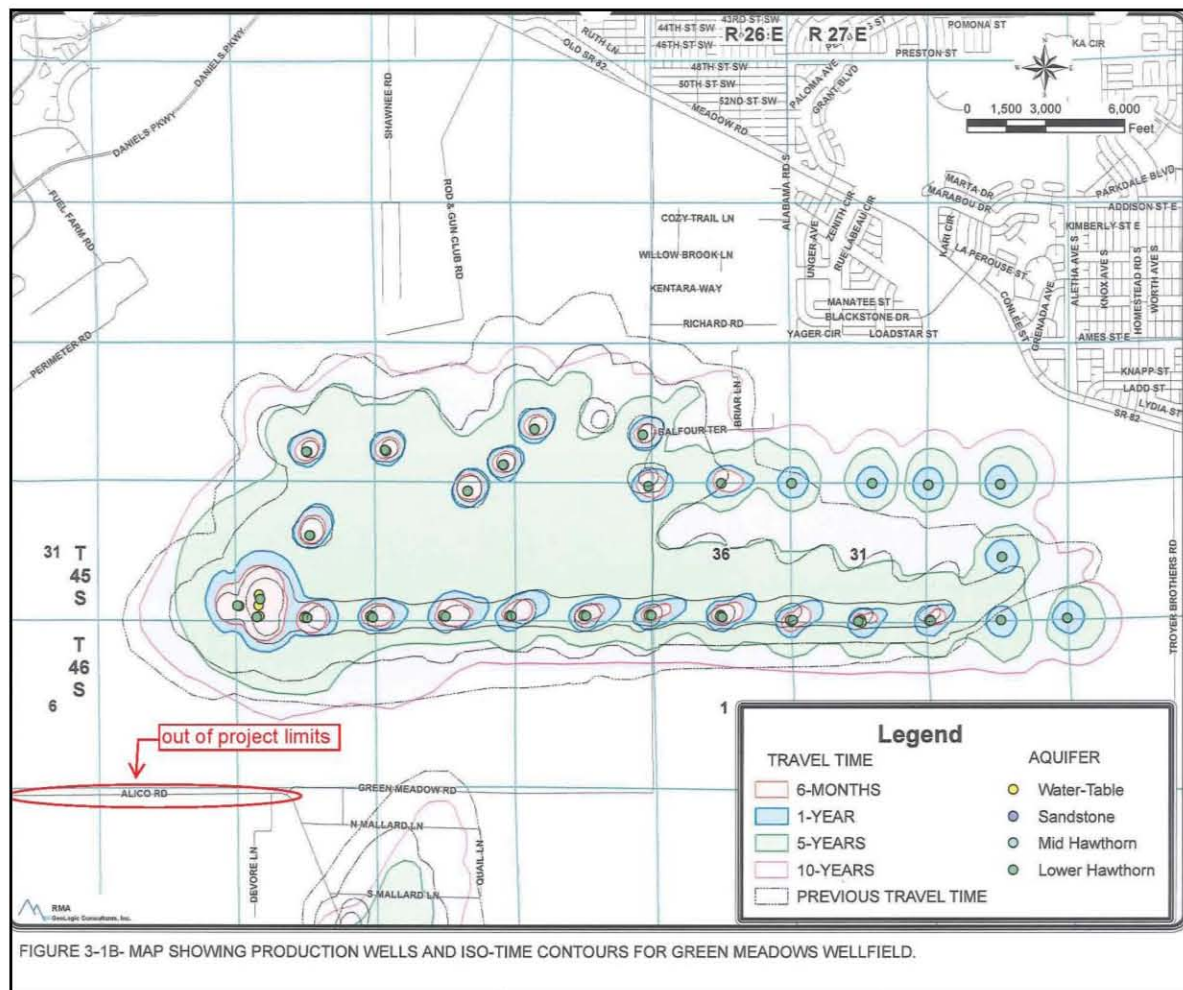 43RD ST SW
44TH ST SW
R 26 E
R 27 E
POMONA ST
RUTH LN
46TH ST SW
PRESTON ST
KA CIR
OLD SR 82
48TH ST SW
50TH ST SW
52ND ST SW
PALOMA AVE
GRANT BLVD
DANIELS PKWY
DANIELS PKWY
SHAWNEE RD
MEADOW RD
0 1,500 3,000 6,000
Feet
FUEL FARM RD
ROD & GUN CLUB RD
ALABAMA RD S
MARTA DR
MARABOU DR
PARKDALE BLVD
ADDISON ST E
COZY TRAIL LN
UNGER AVE
ZENITH CIR
RUE LABEAU CIR
KARI CIR
KIMBERLY ST E
WILLOW BROOK LN
LA PEROUSE ST
ALETHA AVE S
KNOX AVE S
HOMESTEAD RD S
WORTH AVE S
KENTARA WAY
MANATEE ST
BLACKSTONE DR
RICHARD RD
YAGER CIR
LOADSTAR ST
CONLEE ST
GRENADA AVE
AMES ST E
PERIMETER RD
KNAPP ST
LADD ST
LYDIA ST
SR 82
BRIAR LN
BALFOUR TER
31
T
45
S
36
31
TROYER BROTHERS RD
T
46
S
6
1
out of project limits
ALICO RD
GREEN MEADOW RD
N MALLARD LN
DEVORE LN
QUAIL LN
S MALLARD LN
Legend
TRAVEL TIME
AQUIFER
6-MONTHS
Water-Table
1-YEAR
Sandstone
5-YEARS
Mid Hawthorn
10-YEARS
Lower Hawthorn
PREVIOUS TRAVEL TIME
RMA
GeoLogic Consultants, Inc.
FIGURE 3-1B- MAP SHOWING PRODUCTION WELLS AND ISO-TIME CONTOURS FOR GREEN MEADOWS WELLFIELD.